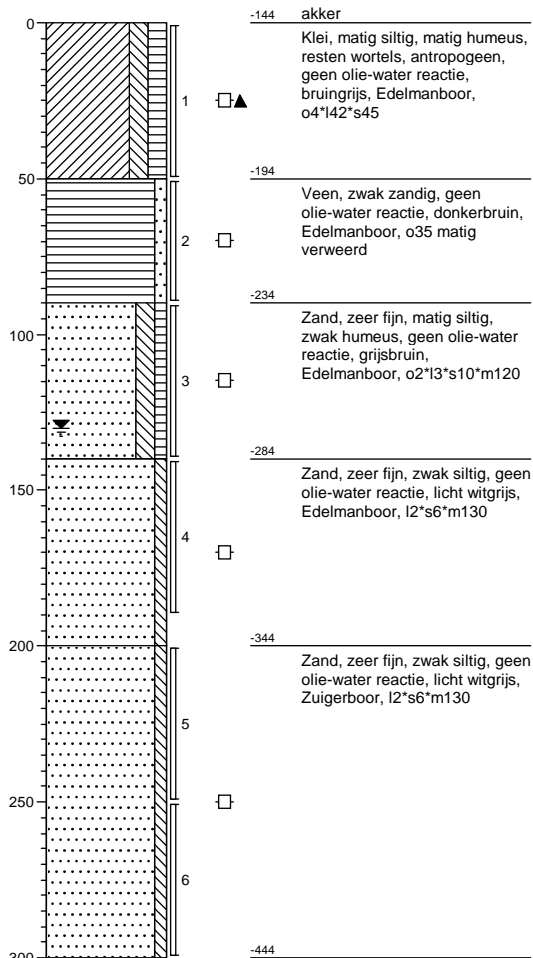 -144 akker
0
Klei, matig siltig, matig humeus,
resten wortels, antropogeen,
geen olie-water reactie,
bruingrijs, Edelmanboor,
o4*l42*s45
1
50
-194
Veen, zwak zandig, geen
olie-water reactie, donkerbruin,
Edelmanboor, o35 matig
verweerd
2
-234
Zand, zeer fijn, matig siltig,
zwak humeus, geen olie-water
reactie, grijsbruin,
Edelmanboor, o2*l3*s10*m120
100
3
-284
Zand, zeer fijn, zwak siltig, geen
olie-water reactie, licht witgrijs,
Edelmanboor, l2*s6*m130
150
4
200
-344
Zand, zeer fijn, zwak siltig, geen
olie-water reactie, licht witgrijs,
Zuigerboor, l2*s6*m130
5
250
6
-444
300